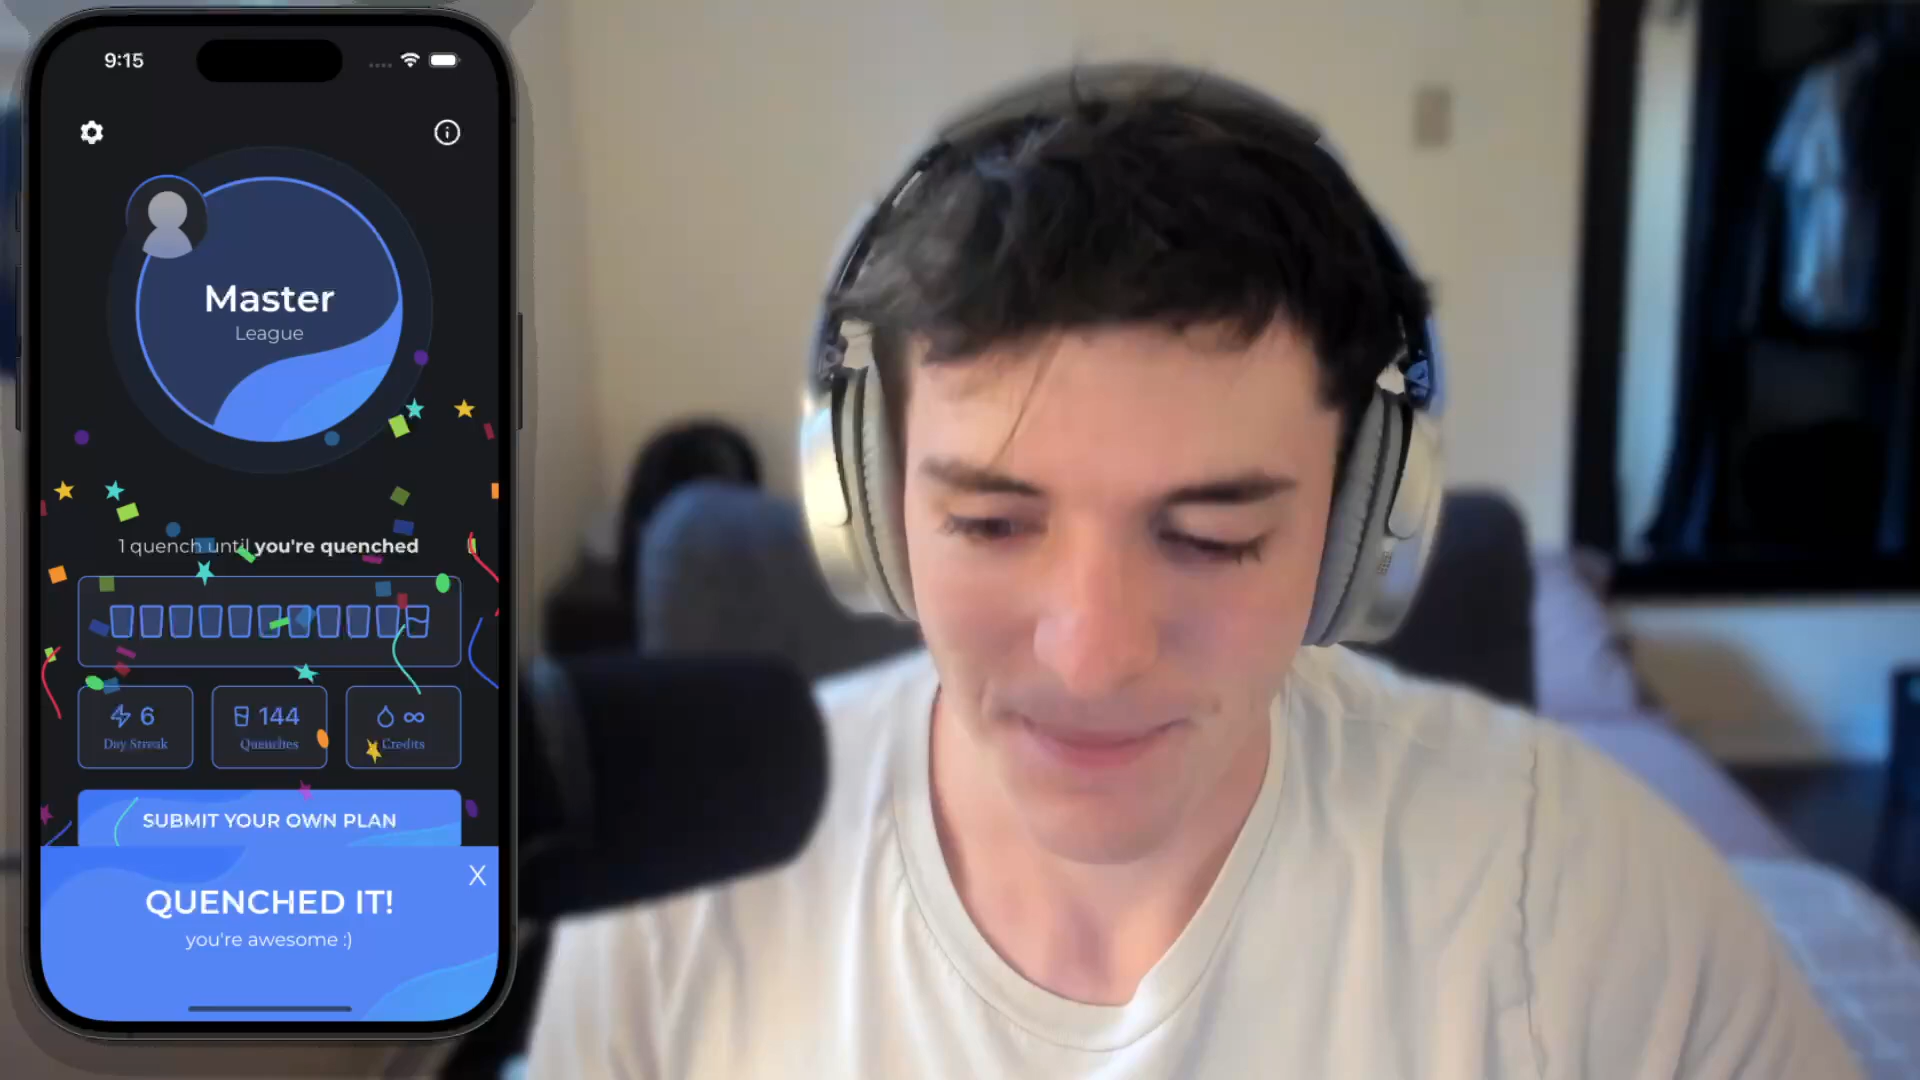 9:15
Master
League
1 quench until you're quenched
6
Day Streak
144
Quenches
∞
Credits
SUBMIT YOUR OWN PLAN
X
QUENCHED IT!
you're awesome :)